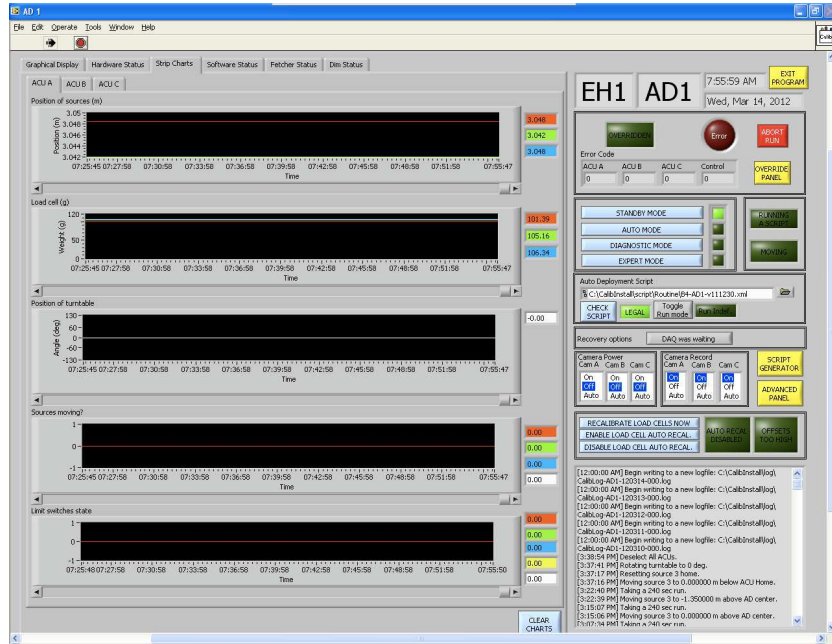 AD 1
File Edit Operate Tools Window Help
Graphical Display Hardware Status Strip Charts Software Status Fetcher Status Dim Status
ACU A ACU B ACU C
Position of sources (m)
Position (m)
3.05
3.048
3.046
3.044
3.042
07:25:45 07:27:58 07:30:58 07:33:58 07:36:58 07:39:58 07:42:58 07:45:58 07:48:58 07:51:58 07:55:47
Time
3.048
3.042
3.048
Load cell (g)
Weight (g)
120
50
0
07:25:45 07:27:58 07:30:58 07:33:58 07:36:58 07:39:58 07:42:58 07:45:58 07:48:58 07:51:58 07:55:47
Time
101.39
105.16
106.34
Position of turntable
Angle (deg)
130
60
0
-60
-130
07:25:45 07:27:58 07:30:58 07:33:58 07:36:58 07:39:58 07:42:58 07:45:58 07:48:58 07:51:58 07:55:47
Time
-0.00
Sources moving?
1
0
-1
07:25:45 07:27:58 07:30:58 07:33:58 07:36:58 07:39:58 07:42:58 07:45:58 07:48:58 07:51:58 07:55:47
Time
0.00
0.00
0.00
0.00
Limit switches state
1
0
-1
07:25:48 07:27:58 07:30:58 07:33:58 07:36:58 07:39:58 07:42:58 07:45:58 07:48:58 07:51:58 07:55:50
Time
0.00
0.00
0.00
0.00
0.00
CLEAR
CHARTS
EH1 AD1
7:55:59 AM
Wed, Mar 14, 2012
EXIT
PROGRAM
OVERRIDDEN
Error
ABORT
RUN
Error Code
ACU A ACU B ACU C Control
0 0 0 0
OVERRIDE
PANEL
STANDBY MODE
AUTO MODE
DIAGNOSTIC MODE
EXPERT MODE
RUNNING
A SCRIPT
MOVING
Auto Deployment Script
C:\CalibInstall\script\Routine\B4-AD1-v111230.xml
CHECK
SCRIPT
LEGAL
Toggle
Run mode
Recovery options
DAQ was waiting
Camera Power
Cam A Cam B Cam C
On On On
Off Off Off
Auto Auto Auto
Camera Record
Cam A Cam B Cam C
On On On
Off Off Off
Auto Auto Auto
SCRIPT
GENERATOR
ADVANCED
PANEL
RECALIBRATE LOAD CELLS NOW
ENABLE LOAD CELL AUTO RECAL.
DISABLE LOAD CELL AUTO RECAL.
AUTO RECAL
DISABLED
OFFSETS
TOO HIGH
[12:00:00 AM] Begin writing to a new logfile: C:\CalibInstall\log\
CalibLog-AD1-120314-000.log
[12:00:00 AM] Begin writing to a new logfile: C:\CalibInstall\log\
CalibLog-AD1-120313-000.log
[12:00:00 AM] Begin writing to a new logfile: C:\CalibInstall\log\
CalibLog-AD1-120312-000.log
[12:00:00 AM] Begin writing to a new logfile: C:\CalibInstall\log\
CalibLog-AD1-120311-000.log
[12:00:00 AM] Begin writing to a new logfile: C:\CalibInstall\log\
CalibLog-AD1-120310-000.log
[3:38:54 PM] Deselect All ACUs.
[3:37:41 PM] Rotating turntable to 0 deg.
[3:37:17 PM] Resetting source 3 home.
[3:37:16 PM] Moving source 3 to 0.000000 m below ACU Home.
[3:22:40 PM] Taking a 240 sec run.
[3:22:39 PM] Moving source 3 to -1.350000 m above AD center.
[3:15:07 PM] Taking a 240 sec run.
[3:15:06 PM] Moving source 3 to 0.000000 m above AD center.
[3:07:34 PM] Taking a 240 sec run.